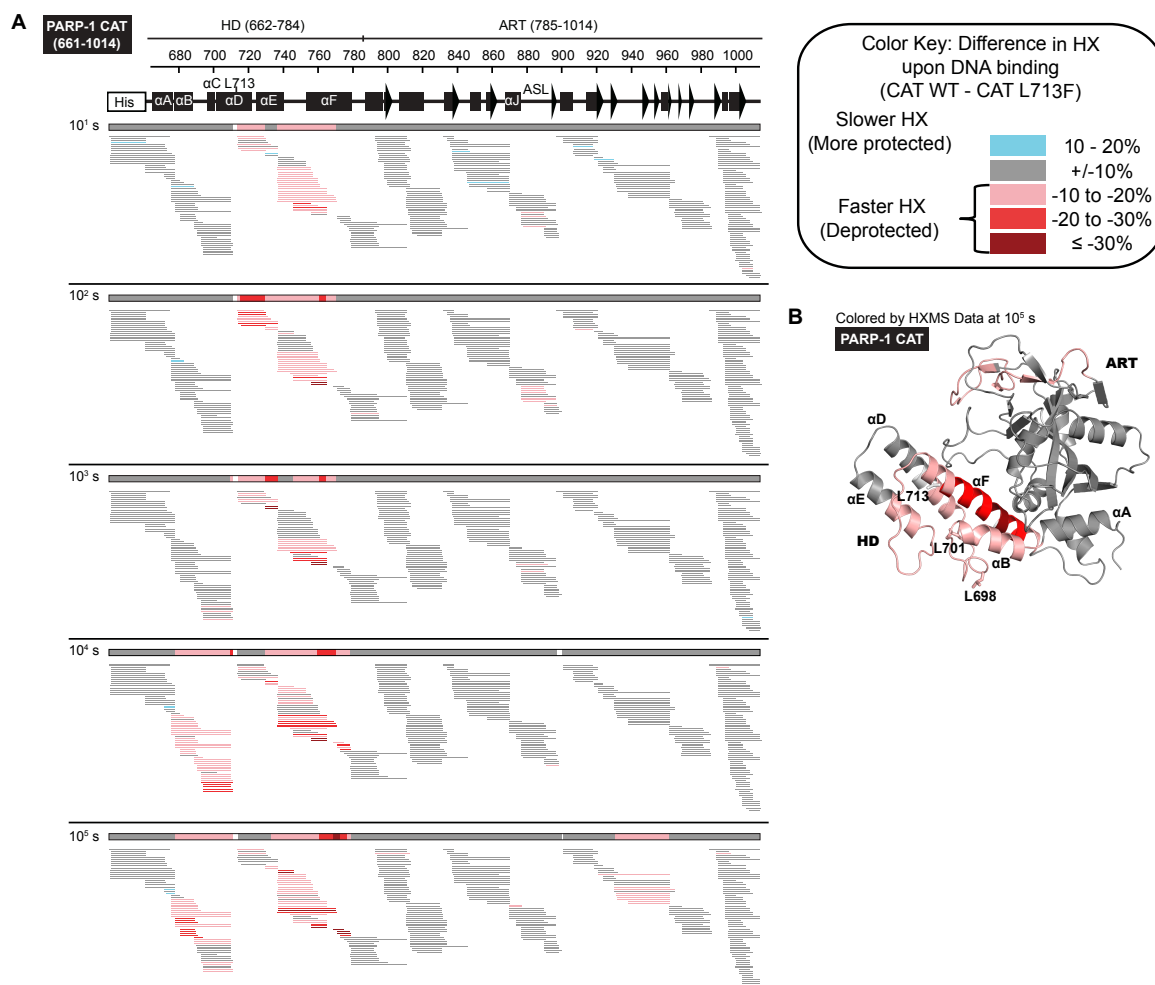 A
PARP-1 CAT
(661-1014)
HD (662-784)
ART (785-1014)
680 700 720 740 760 780 800 820 840 860 880 900 920 940 960 980 1000
αC L713
ASL
His αA αB αD αE αF αJ
10¹ s
10² s
10³ s
10⁴ s
10⁵ s
Color Key: Difference in HX
upon DNA binding
(CAT WT - CAT L713F)
Slower HX
(More protected)
10 - 20%
+/-10%
Faster HX
(Deprotected)
-10 to -20%
-20 to -30%
≤ -30%
B
Colored by HXMS Data at 10⁵ s
PARP-1 CAT
ART
αD
αF
L713
αE
αA
HD
L701
αB
L698